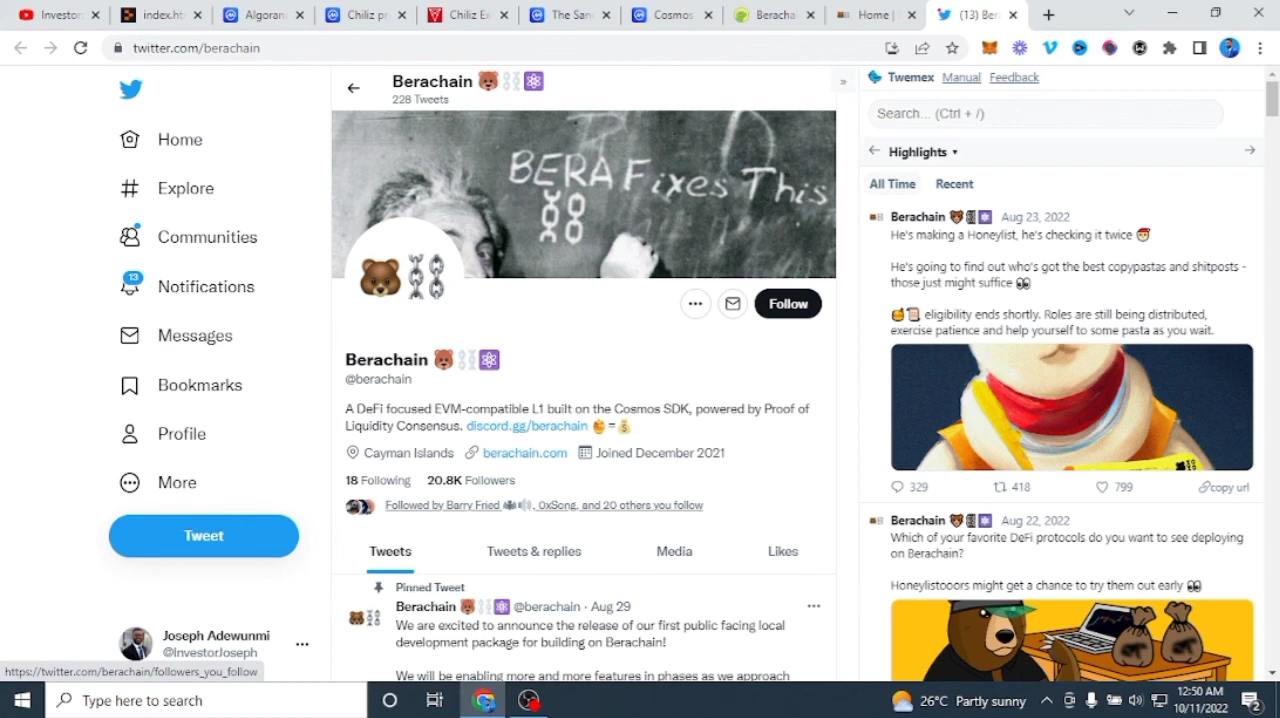 Investor
index.ht
Algoran
Chiliz pr
Chiliz Ex
The San
Cosmos
Beracha
Home |
(13) Ber
twitter.com/berachain
Berachain
228 Tweets
BERA Fixes This
Home
Explore
Communities
13
Notifications
Messages
Bookmarks
Profile
More
Tweet
Follow
Berachain
@berachain
A DeFi focused EVM-compatible L1 built on the Cosmos SDK, powered by Proof of
Liquidity Consensus. discord.gg/berachain 🍯=💰
Cayman Islands berachain.com Joined December 2021
18 Following 20.8K Followers
Followed by Barry Fried, 0xSong, and 20 others you follow
Tweets Tweets & replies Media Likes
Pinned Tweet
Berachain @berachain · Aug 29
We are excited to announce the release of our first public facing local
development package for building on Berachain!
We will be enabling more and more features in phases as we approach
Twemex Manual Feedback
Search... (Ctrl + /)
Highlights
All Time Recent
Berachain Aug 23, 2022
He's making a Honeylist, he's checking it twice
He's going to find out who's got the best copypastas and shitposts -
those just might suffice
eligibility ends shortly. Roles are still being distributed,
exercise patience and help yourself to some pasta as you wait.
329 418 799 copy url
Berachain Aug 22, 2022
Which of your favorite DeFi protocols do you want to see deploying
on Berachain?
Honeylistooors might get a chance to try them out early
Joseph Adewunmi
@InvestorJoseph
https://twitter.com/berachain/followers_you_follow
Type here to search
26°C Partly sunny
12:50 AM
10/11/2022
2